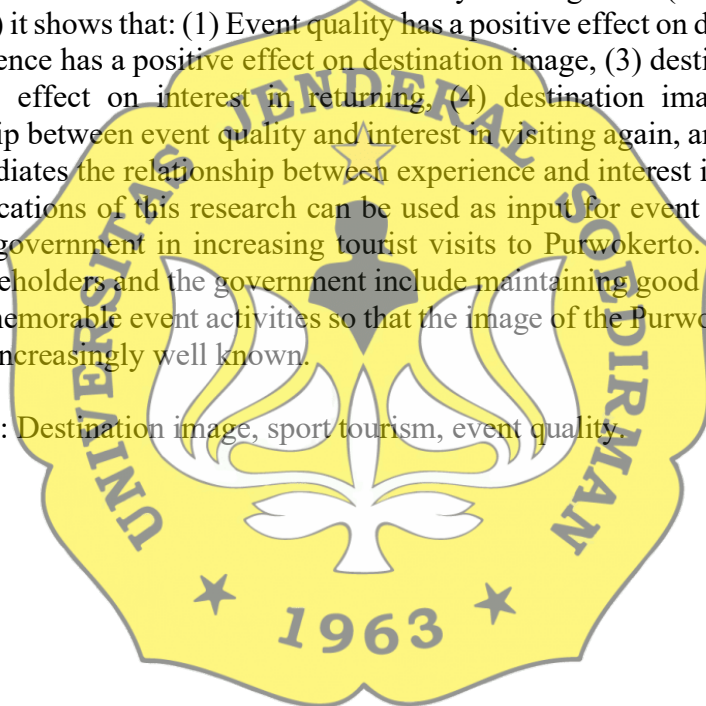 ) it shows that: (1) Event quality has a positive effect on d
ence has a positive effect on destination image, (3) desti
effect on interest in returning, (4) destination ima
ip between event quality and interest in visiting again, ar
diates the relationship between experience and interest i
cations of this research can be used as input for event
government in increasing tourist visits to Purwokerto.
eholders and the government include maintaining good
nemorable event activities so that the image of the Purwo
ncreasingly well known.
: Destination image, sport tourism, event quality.
UNIVERSITAS JENDERAL SOEDIRMAN
1963